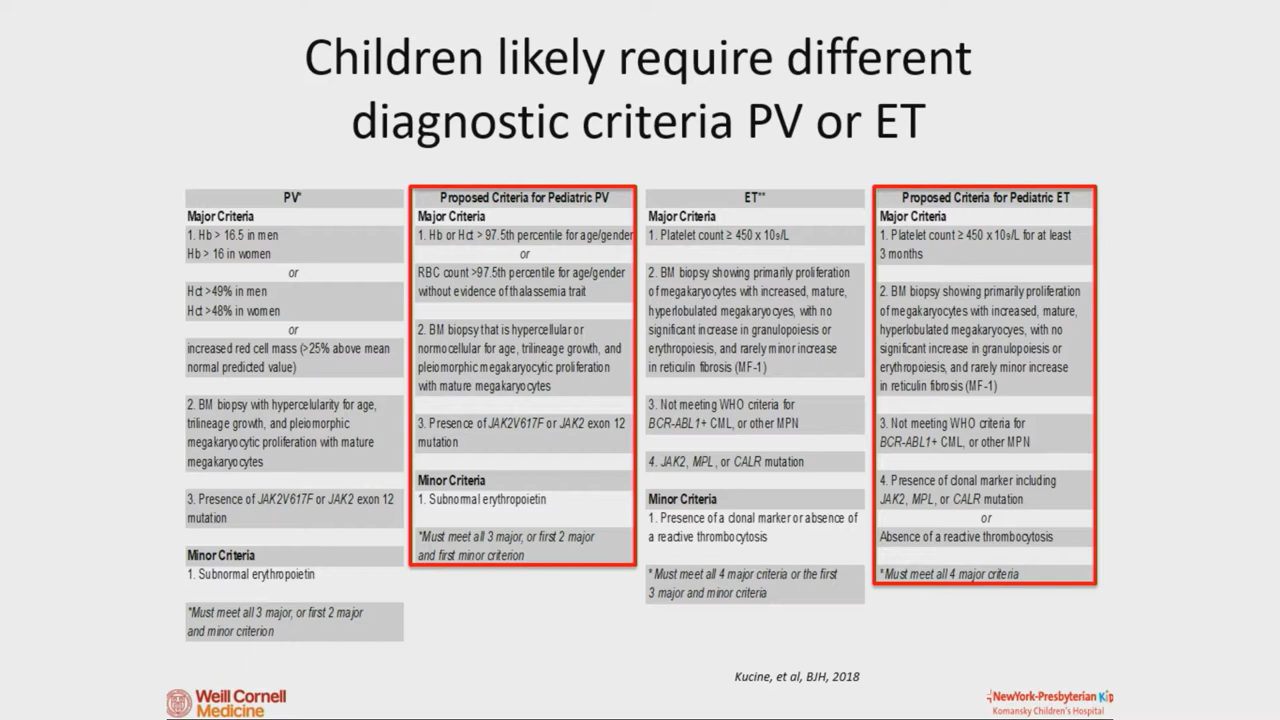 Children likely require different
diagnostic criteria PV or ET
PV*
Major Criteria
1. Hb > 16.5 in men
Hb > 16 in women
or
Hct >49% in men
Hct >48% in women
or
increased red cell mass (>25% above mean
normal predicted value)
2. BM biopsy with hypercelularity for age,
trilineage growth, and pleiomorphic
megakaryocytic proliferation with mature
megakaryocytes
3. Presence of JAK2V617F or JAK2 exon 12
mutation
Minor Criteria
1. Subnormal erythropoietin
*Must meet all 3 major, or first 2 major
and minor criterion
Proposed Criteria for Pediatric PV
Major Criteria
1. Hb or Hct > 97.5th percentile for age/gender
or
RBC count >97.5th percentile for age/gender
without evidence of thalassemia trait
2. BM biopsy that is hypercellular or
normocellular for age, trilineage growth, and
pleiomorphic megakaryocytic proliferation
with mature megakaryocytes
3. Presence of JAK2V617F or JAK2 exon 12
mutation
Minor Criteria
1. Subnormal erythropoietin
*Must meet all 3 major, or first 2 major
and first minor criterion
ET**
Major Criteria
1. Platelet count ≥ 450 x 109/L
2. BM biopsy showing primarily proliferation
of megakaryocytes with increased, mature,
hyperlobulated megakaryocyes, with no
significant increase in granulopoiesis or
erythropoiesis, and rarely minor increase
in reticulin fibrosis (MF-1)
3. Not meeting WHO criteria for
BCR-ABL1+ CML, or other MPN
4. JAK2, MPL, or CALR mutation
Minor Criteria
1. Presence of a clonal marker or absence of
a reactive thrombocytosis
* Must meet all 4 major criteria or the first
3 major and minor criteria
Proposed Criteria for Pediatric ET
Major Criteria
1. Platelet count ≥ 450 x 109/L for at least
3 months
2. BM biopsy showing primarily proliferation
of megakaryocytes with increased, mature,
hyperlobulated megakaryocyes, with no
significant increase in granulopoiesis or
erythropoiesis, and rarely minor increase
in reticulin fibrosis (MF-1)
3. Not meeting WHO criteria for
BCR-ABL1+ CML, or other MPN
4. Presence of clonal marker including
JAK2, MPL, or CALR mutation
or
Absence of a reactive thrombocytosis
*Must meet all 4 major criteria
Kucine, et al, BJH, 2018
Weill Cornell
Medicine
NewYork-Presbyterian Kids
Komansky Children's Hospital